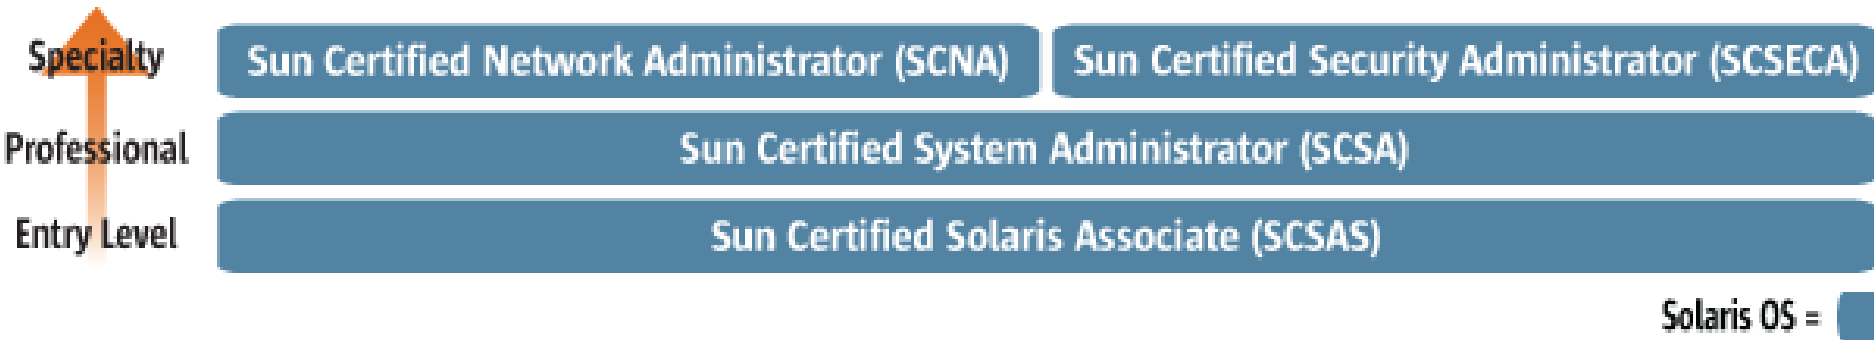 Specialty
Sun Certified Network Administrator (SCNA)
Sun Certified Security Administrator (SCSECA)
Professional
Sun Certified System Administrator (SCSA)
Entry Level
Sun Certified Solaris Associate (SCSAS)
Solaris OS =